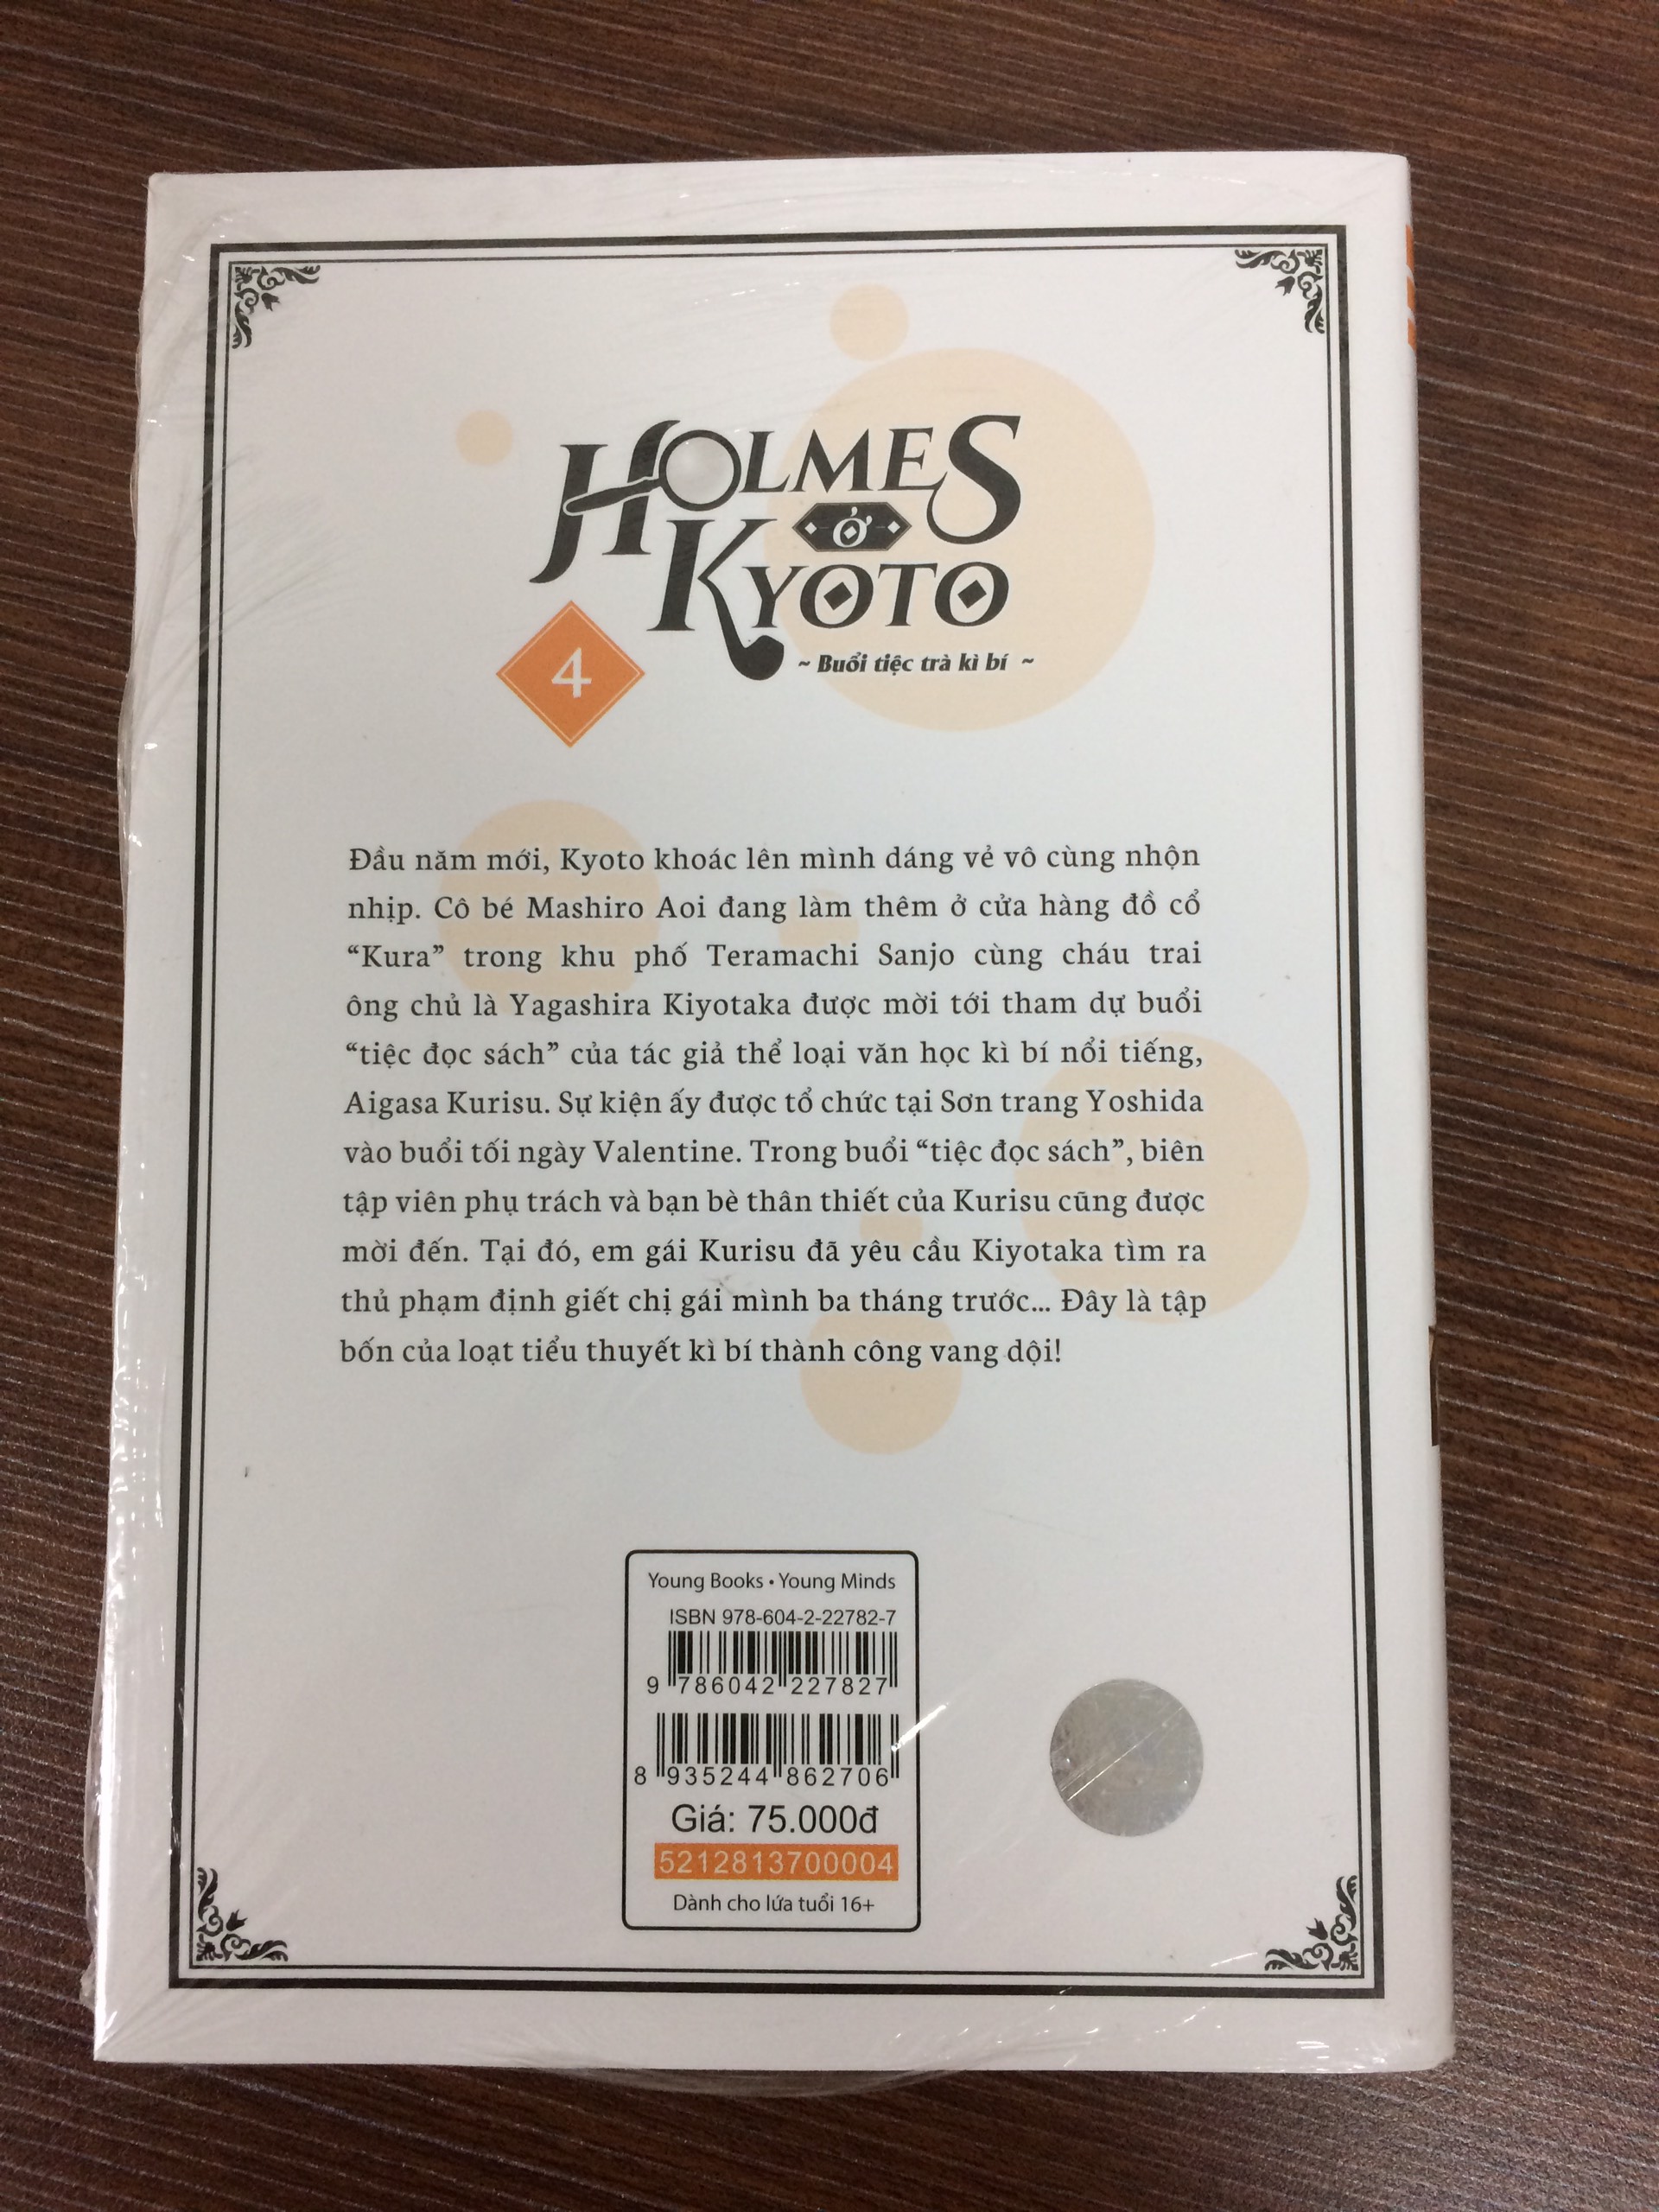 HOLMES
ở
KYOTO
4
~ Buổi tiệc trà kì bí ~
Đầu năm mới, Kyoto khoác lên mình dáng vẻ vô cùng nhộn
nhịp. Cô bé Mashiro Aoi đang làm thêm ở cửa hàng đồ cổ
“Kura” trong khu phố Teramachi Sanjo cùng cháu trai
ông chủ là Yagashira Kiyotaka được mời tới tham dự buổi
“tiệc đọc sách” của tác giả thể loại văn học kì bí nổi tiếng,
Aigasa Kurisu. Sự kiện ấy được tổ chức tại Sơn trang Yoshida
vào buổi tối ngày Valentine. Trong buổi “tiệc đọc sách”, biên
tập viên phụ trách và bạn bè thân thiết của Kurisu cũng được
mời đến. Tại đó, em gái Kurisu đã yêu cầu Kiyotaka tìm ra
thủ phạm định giết chị gái mình ba tháng trước... Đây là tập
bốn của loạt tiểu thuyết kì bí thành công vang dội!
Young Books • Young Minds
ISBN 978-604-2-22782-7
9 786042 227827
8 935244 862706
Giá: 75.000đ
5212813700004
Dành cho lứa tuổi 16+